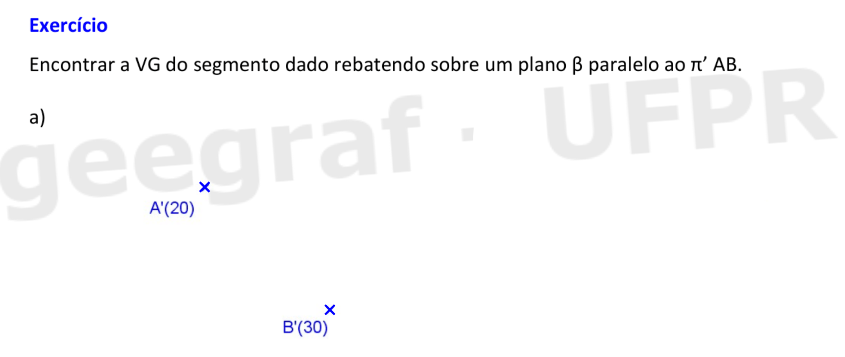 Exercício
Encontrar a VG do segmento dado rebatendo sobre um plano β paralelo ao π’ AB.
a)
geegraf · UFPR
A'(20)
B'(30)